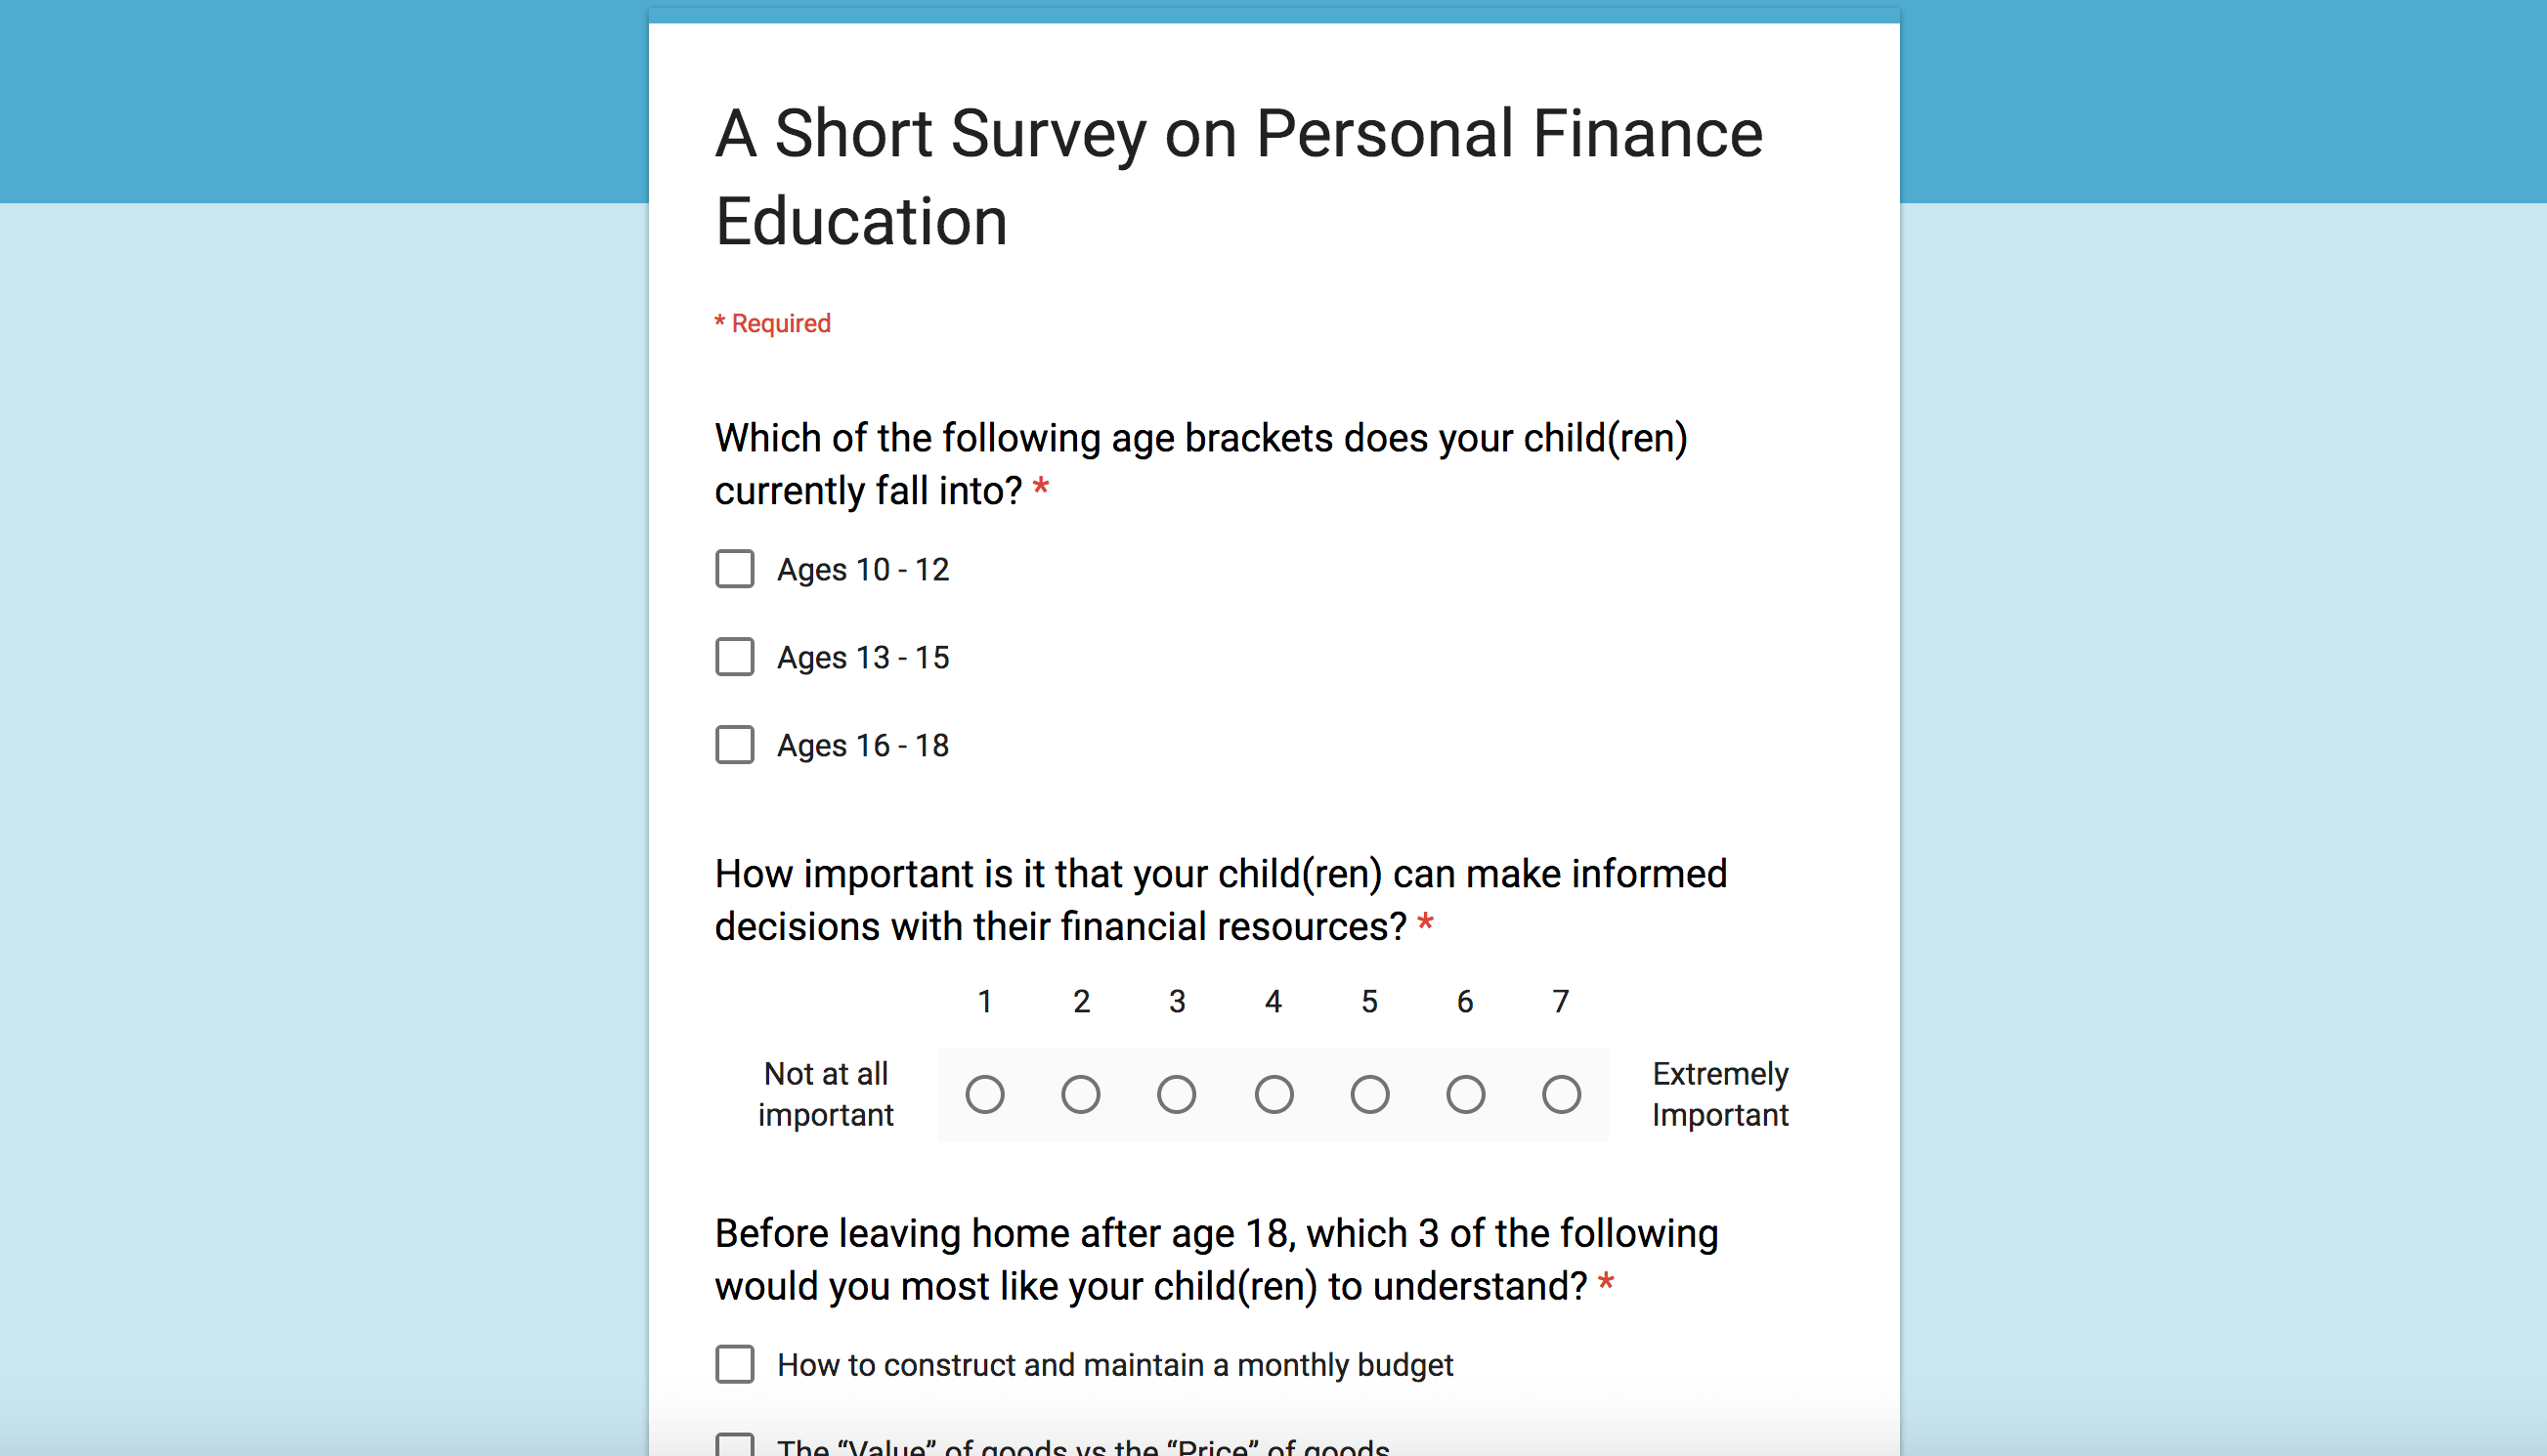 A Short Survey on Personal Finance
Education
* Required
Which of the following age brackets does your child(ren)
currently fall into? *
Ages 10 - 12
Ages 13 - 15
Ages 16 - 18
How important is it that your child(ren) can make informed
decisions with their financial resources? *
1 2 3 4 5 6 7
Not at all
important
Extremely
Important
Before leaving home after age 18, which 3 of the following
would you most like your child(ren) to understand? *
How to construct and maintain a monthly budget
The “Value” of goods vs the “Price” of goods